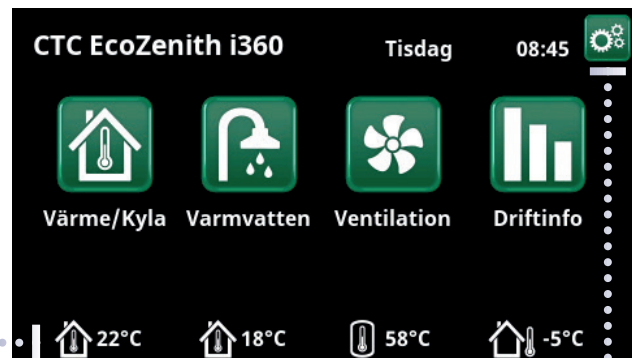 CTC EcoZenith i360 Tisdag 08:45
Värme/Kyla Varmvatten Ventilation Driftinfo
22°C 18°C 58°C -5°C